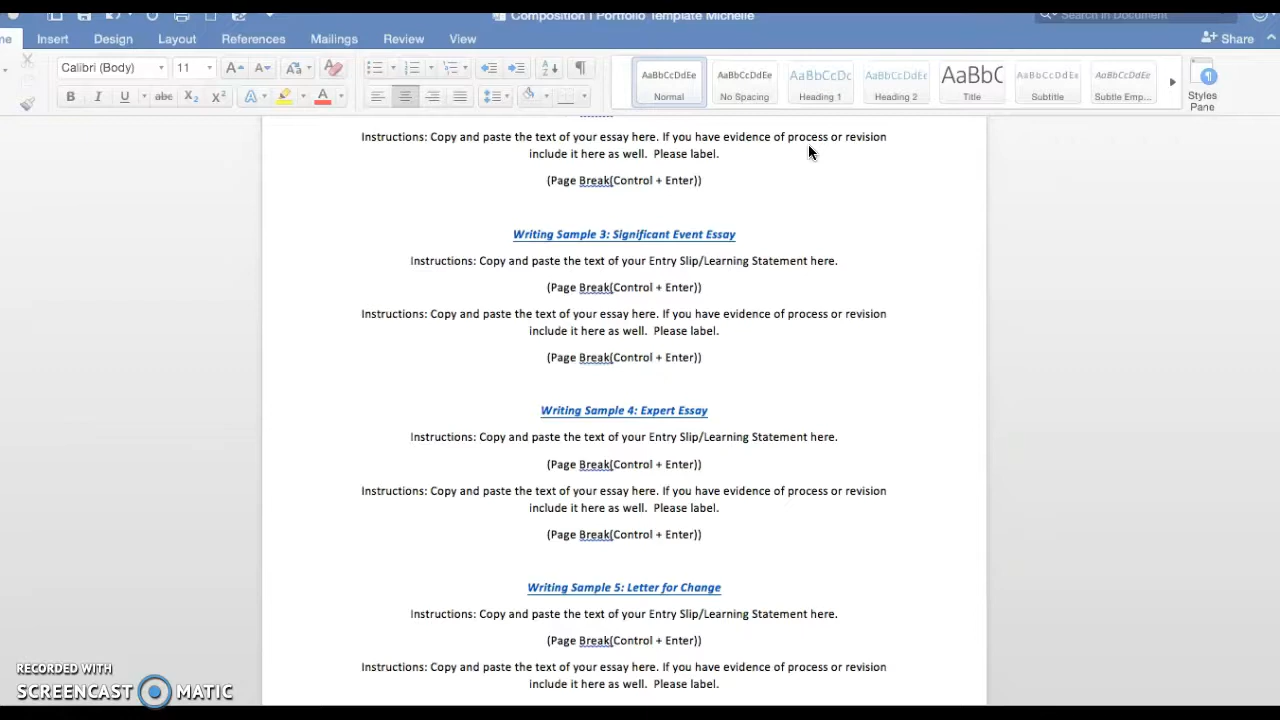 Composition I Portfolio Template Michelle
Search in Document
Insert Design Layout References Mailings Review View
Share
Calibri (Body) 11
AaBbCcDdEe AaBbCcDdEe AaBbCcDc AaBbCcDdEe AaBbC AaBbCcDdEe AaBbCcDdEe
Normal No Spacing Heading 1 Heading 2 Title Subtitle Subtle Emp...
Styles
Pane
Instructions: Copy and paste the text of your essay here. If you have evidence of process or revision
include it here as well.  Please label.
(Page Break(Control + Enter))
Writing Sample 3: Significant Event Essay
Instructions: Copy and paste the text of your Entry Slip/Learning Statement here.
(Page Break(Control + Enter))
Instructions: Copy and paste the text of your essay here. If you have evidence of process or revision
include it here as well.  Please label.
(Page Break(Control + Enter))
Writing Sample 4: Expert Essay
Instructions: Copy and paste the text of your Entry Slip/Learning Statement here.
(Page Break(Control + Enter))
Instructions: Copy and paste the text of your essay here. If you have evidence of process or revision
include it here as well.  Please label.
(Page Break(Control + Enter))
Writing Sample 5: Letter for Change
Instructions: Copy and paste the text of your Entry Slip/Learning Statement here.
(Page Break(Control + Enter))
Instructions: Copy and paste the text of your essay here. If you have evidence of process or revision
include it here as well.  Please label.
RECORDED WITH
SCREENCAST MATIC